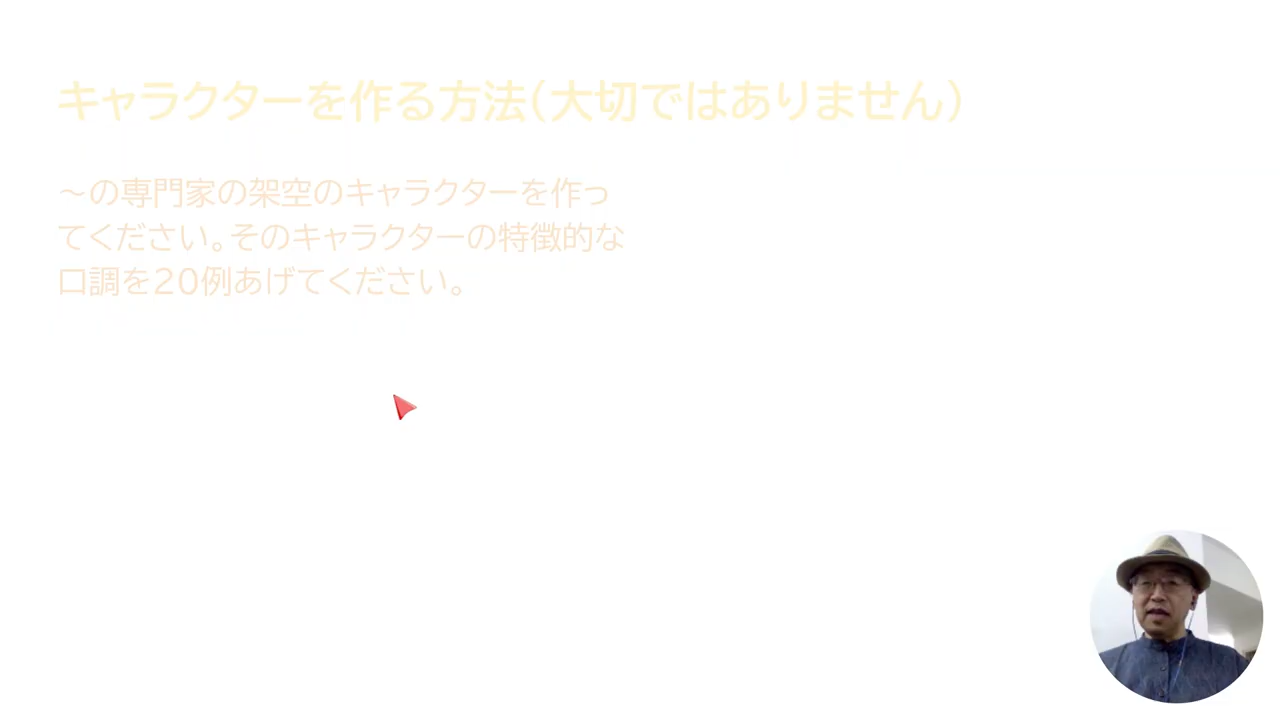 キャラクターを作る方法(大切ではありません)
～の専門家の架空のキャラクターを作っ
てください。そのキャラクターの特徴的な
口調を20例あげてください。